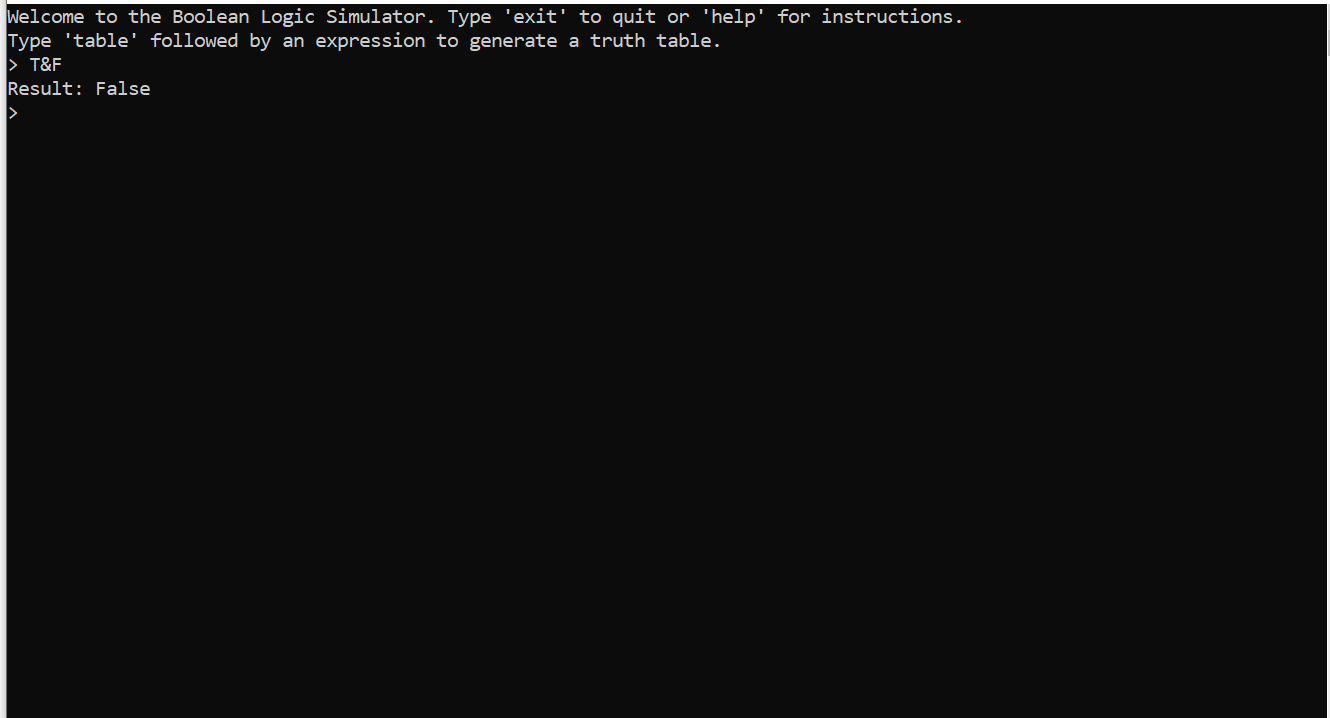 Welcome to the Boolean Logic Simulator. Type 'exit' to quit or 'help' for instructions.
Type 'table' followed by an expression to generate a truth table.
> T&F
Result: False
>